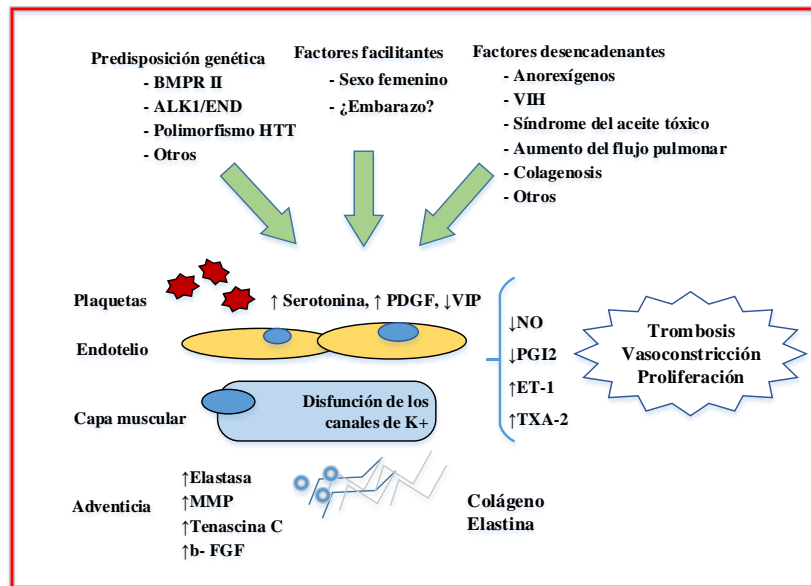 Predisposición genética
- BMPR II
- ALK1/END
- Polimorfismo HTT
- Otros
Factores facilitantes
- Sexo femenino
- ¿Embarazo?
Factores desencadenantes
- Anorexígenos
- VIH
- Síndrome del aceite tóxico
- Aumento del flujo pulmonar
- Colagenosis
- Otros
Plaquetas
↑ Serotonina, ↑ PDGF, ↓VIP
Endotelio
↓NO
↓PGI2
↑ET-1
↑TXA-2
Trombosis
Vasoconstricción
Proliferación
Capa muscular
Disfunción de los
canales de K+
Adventicia
↑Elastasa
↑MMP
↑Tenascina C
↑b- FGF
Colágeno
Elastina